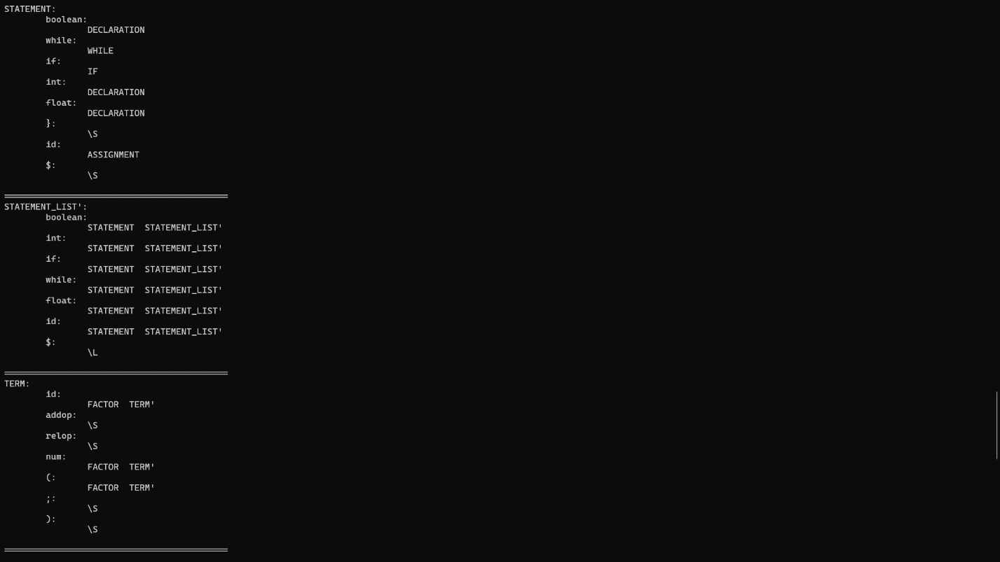 STATEMENT:
boolean:
DECLARATION
while:
WHILE
if:
IF
int:
DECLARATION
float:
DECLARATION
}:
\S
id:
ASSIGNMENT
$:
\S
STATEMENT_LIST':
boolean:
STATEMENT  STATEMENT_LIST'
int:
STATEMENT  STATEMENT_LIST'
if:
STATEMENT  STATEMENT_LIST'
while:
STATEMENT  STATEMENT_LIST'
float:
STATEMENT  STATEMENT_LIST'
id:
STATEMENT  STATEMENT_LIST'
$:
\L
TERM:
id:
FACTOR  TERM'
addop:
\S
relop:
\S
num:
FACTOR  TERM'
(:
FACTOR  TERM'
;:
\S
):
\S